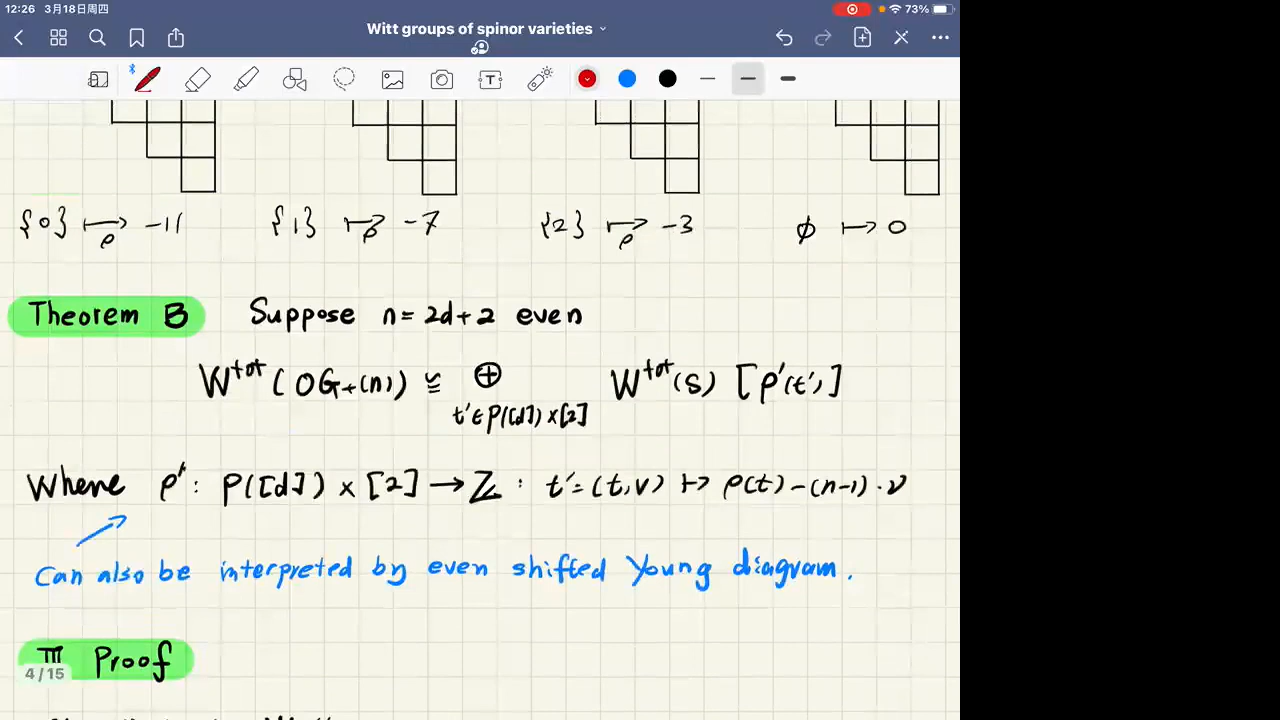 12:26 3月18日周四
73%
Witt groups of spinor varieties
{0} ⟼ρ -11 {1} ⟼ρ -7 {2} ⟼ρ -3 ϕ ⟼ 0
Theorem B Suppose n = 2d+2 even
W^tot (OG+(n)) ≅ ⊕_{t'∈P([d])×[2]} W^tot(S) [ρ'(t')]
Where ρ' : P([d]) × [2] → ℤ : t' = (t,ν) ↦ ρ(t) - (n-1)·ν
Can also be interpreted by even shifted Young diagram.
III Proof
4/15